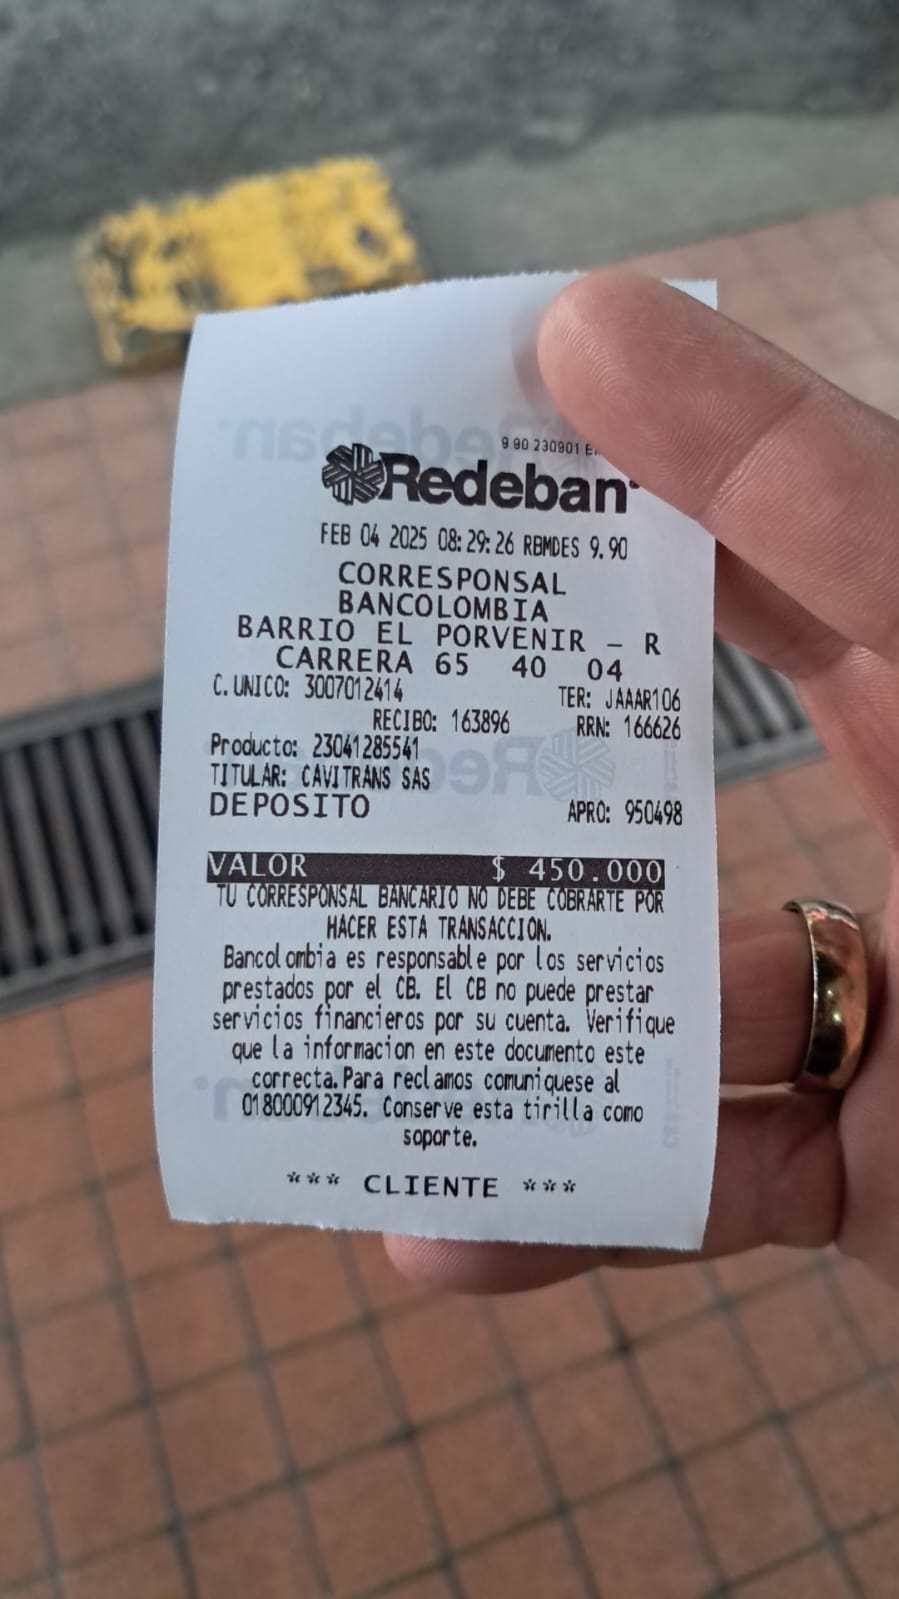 9 90 230901
Redeban
FEB 04 2025 08:29:26 RBMDES 9.90
CORRESPONSAL
BANCOLOMBIA
BARRIO EL PORVENIR - R
CARRERA 65 40 04
C.UNICO: 3007012414 TER: JAAAR106
RECIBO: 163896 RRN: 166626
Producto: 23041285541
TITULAR: CAVITRANS SAS
DEPOSITO APRO: 950498
VALOR $ 450.000
TU CORRESPONSAL BANCARIO NO DEBE COBRARTE POR
HACER ESTA TRANSACCION.
Bancolombia es responsable por los servicios
prestados por el CB. El CB no puede prestar
servicios financieros por su cuenta. Verifique
que la informacion en este documento este
correcta.Para reclamos comuniquese al
018000912345. Conserve esta tirilla como
soporte.
*** CLIENTE ***